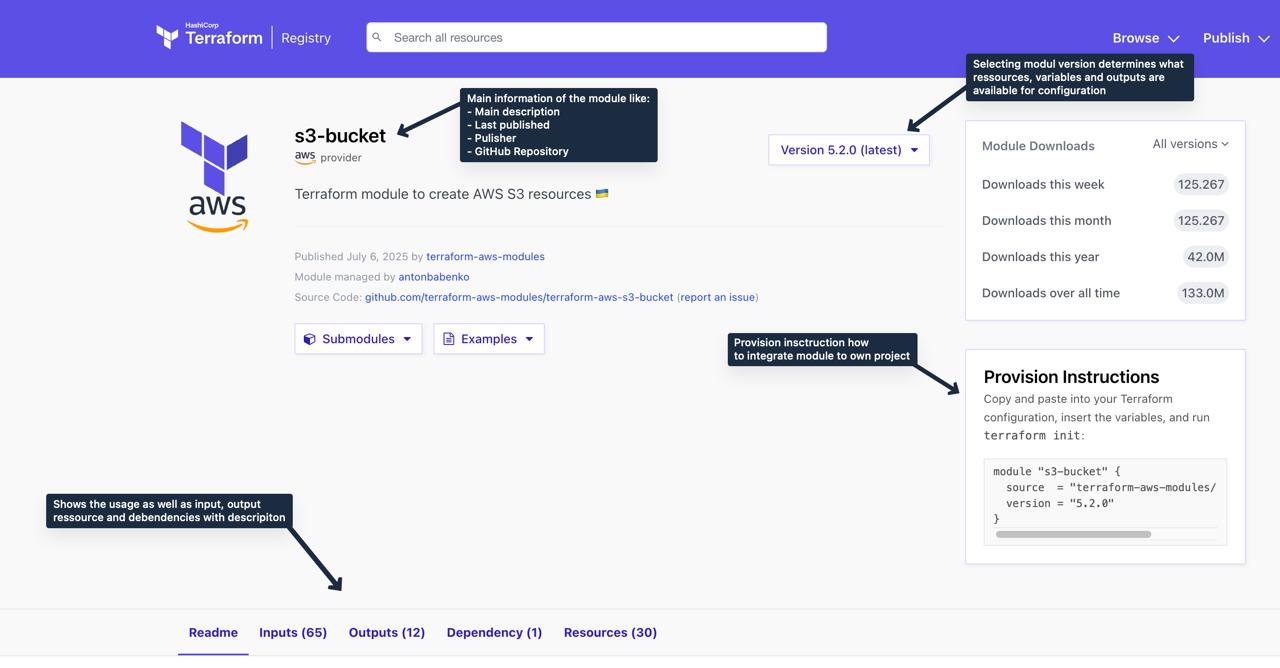 HashiCorp
Terraform
Registry
Search all resources
Browse
Publish
Selecting modul version determines what
ressources, variables and outputs are
available for configuration
Main information of the module like:
- Main description
- Last published
- Pulisher
- GitHub Repository
s3-bucket
aws provider
aws
Version 5.2.0 (latest)
Terraform module to create AWS S3 resources 🇺🇦
Published July 6, 2025 by terraform-aws-modules
Module managed by antonbabenko
Source Code: github.com/terraform-aws-modules/terraform-aws-s3-bucket (report an issue)
Submodules
Examples
Module Downloads
All versions
Downloads this week 125.267
Downloads this month 125.267
Downloads this year 42.0M
Downloads over all time 133.0M
Provision insctruction how
to integrate module to own project
Provision Instructions
Copy and paste into your Terraform
configuration, insert the variables, and run
terraform init:
module "s3-bucket" {
  source  = "terraform-aws-modules/
  version = "5.2.0"
}
Shows the usage as well as input, output
ressource and debendencies with descripiton
Readme
Inputs (65)
Outputs (12)
Dependency (1)
Resources (30)